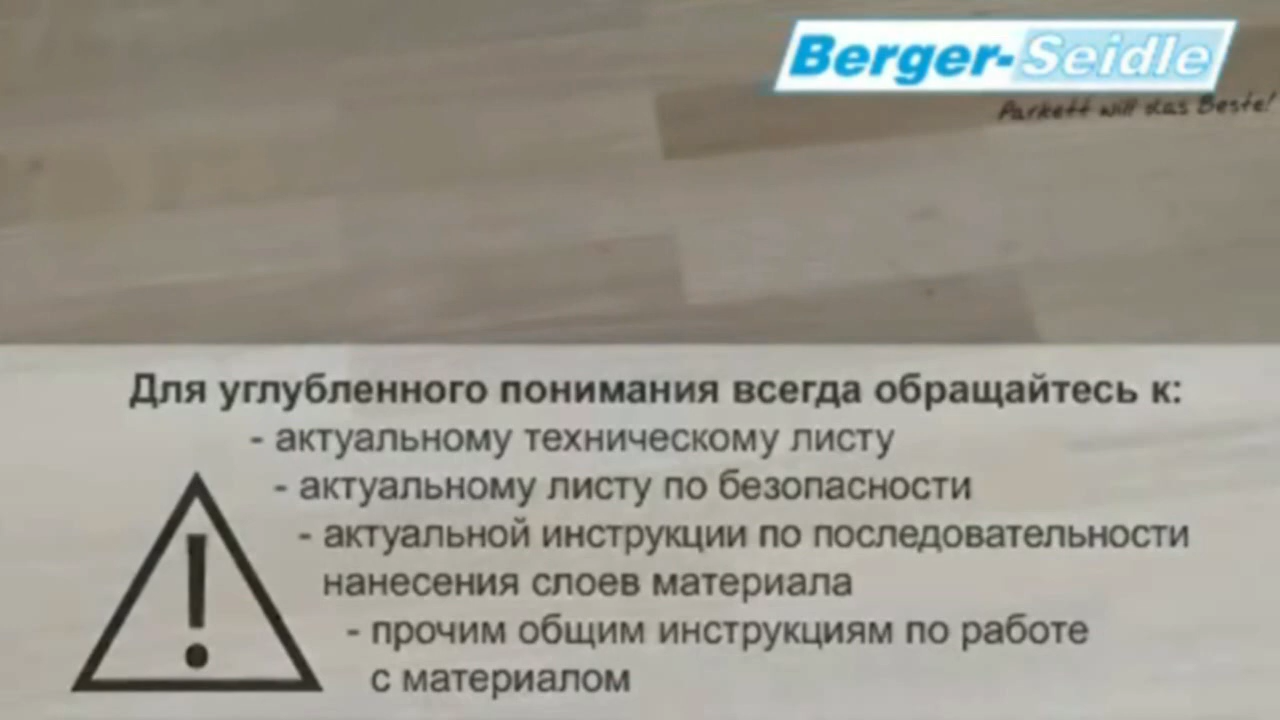 Berger-Seidle
Parkett will das Beste!
Для углубленного понимания всегда обращайтесь к:
- актуальному техническому листу
- актуальному листу по безопасности
- актуальной инструкции по последовательности
нанесения слоев материала
- прочим общим инструкциям по работе
с материалом